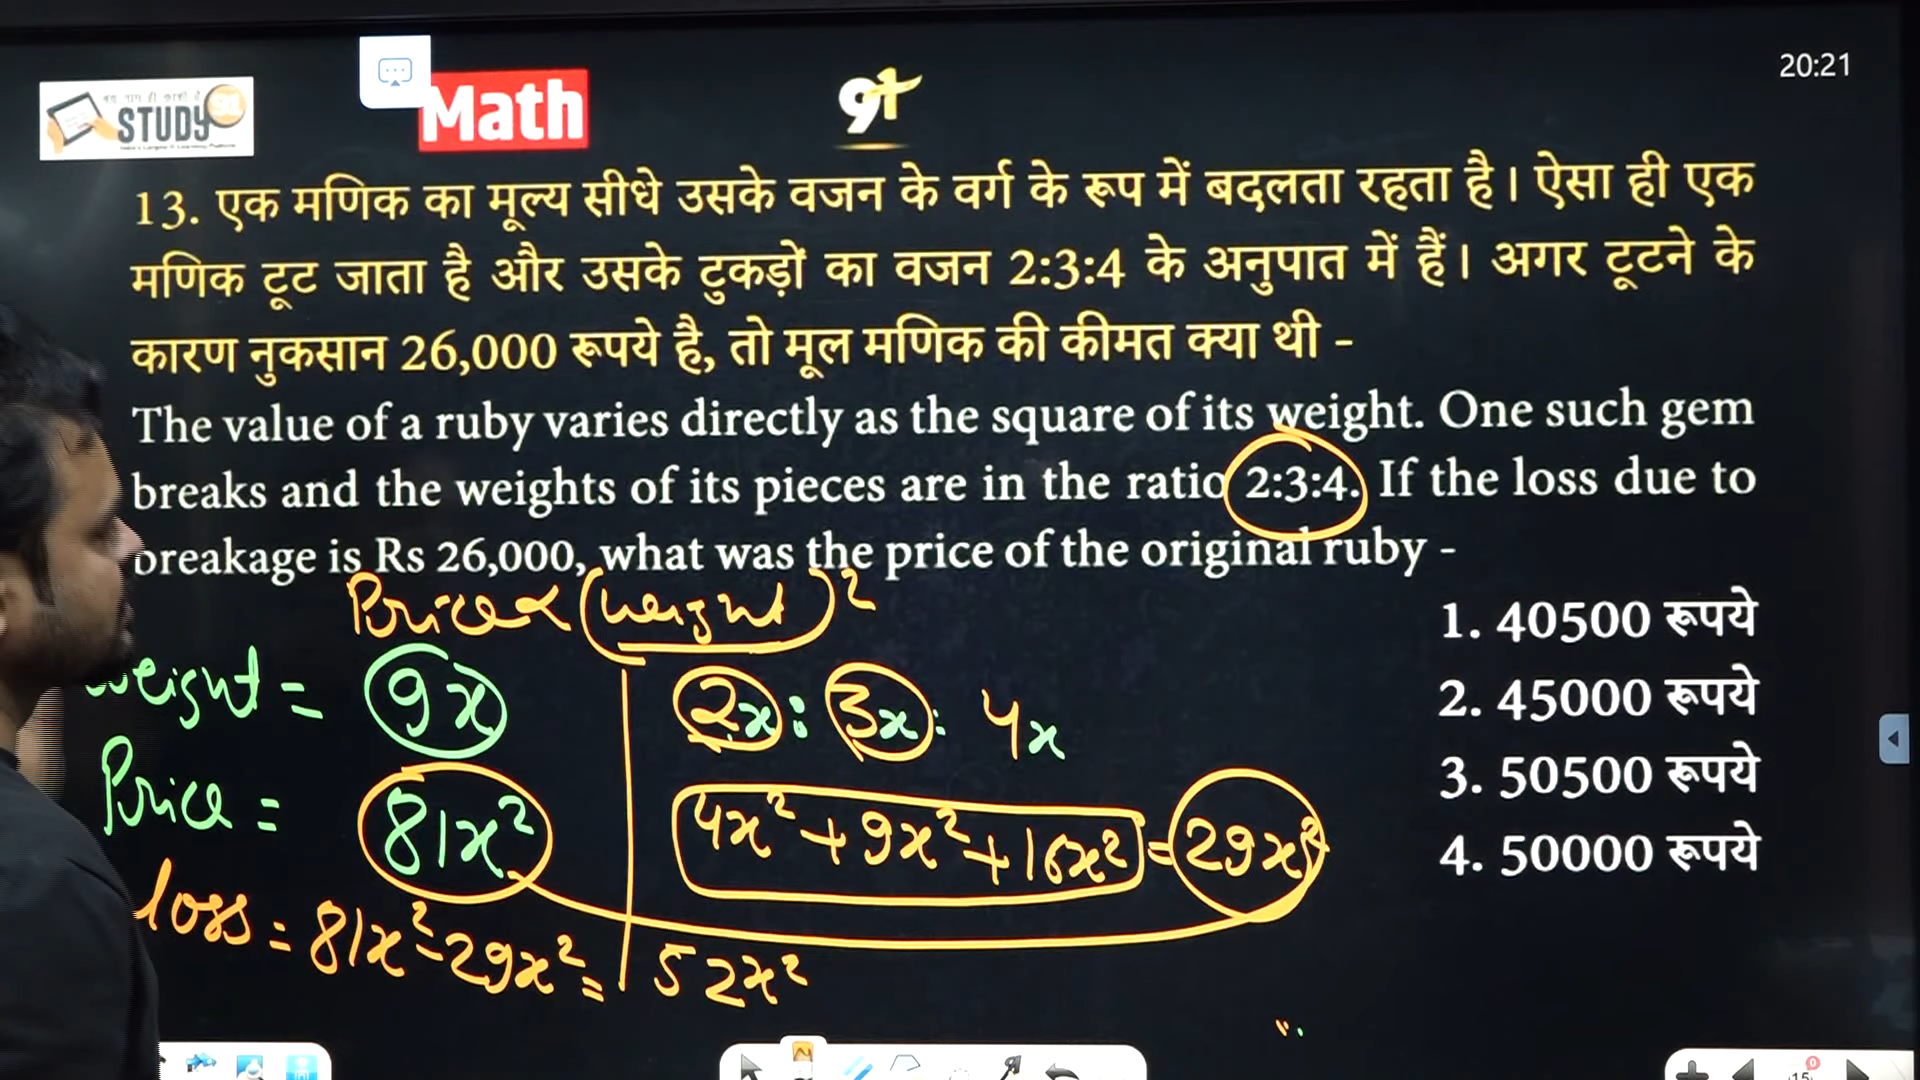 20:21
STUDY 91
Math
9+
13. एक मणिक का मूल्य सीधे उसके वजन के वर्ग के रूप में बदलता रहता है। ऐसा ही एक
मणिक टूट जाता है और उसके टुकड़ों का वजन 2:3:4 के अनुपात में हैं। अगर टूटने के
कारण नुकसान 26,000 रूपये है, तो मूल मणिक की कीमत क्या थी -
The value of a ruby varies directly as the square of its weight. One such gem
breaks and the weights of its pieces are in the ratio 2:3:4. If the loss due to
breakage is Rs 26,000, what was the price of the original ruby -
Price ∝ (weight)²
1. 40500 रूपये
2. 45000 रूपये
3. 50500 रूपये
4. 50000 रूपये
weight = 9x 2x : 3x : 4x
Price = 81x² 4x² + 9x² + 16x² = 29x²
loss = 81x² - 29x² = 52x²
15